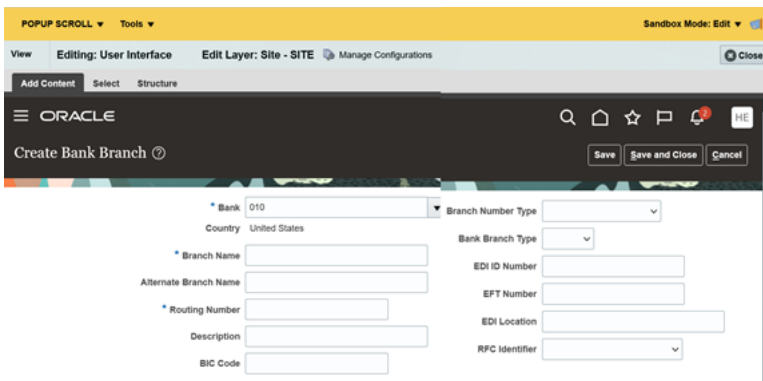 POPUP SCROLL Tools Sandbox Mode: Edit
View Editing: User Interface Edit Layer: Site - SITE Manage Configurations Close
Add Content Select Structure
ORACLE 2 HE
Create Bank Branch Save Save and Close Cancel
* Bank 010
Country United States
* Branch Name
Alternate Branch Name
* Routing Number
Description
BIC Code
Branch Number Type
Bank Branch Type
EDI ID Number
EFT Number
EDI Location
RFC Identifier